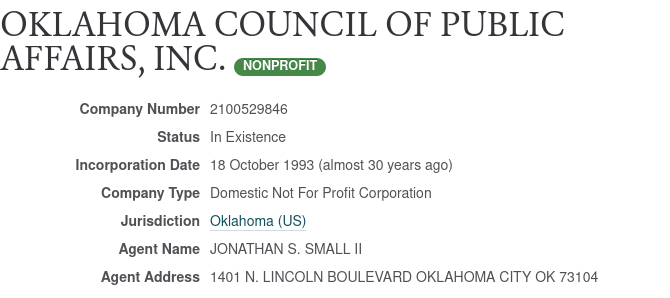 OKLAHOMA COUNCIL OF PUBLIC
AFFAIRS, INC. NONPROFIT
Company Number 2100529846
Status In Existence
Incorporation Date 18 October 1993 (almost 30 years ago)
Company Type Domestic Not For Profit Corporation
Jurisdiction Oklahoma (US)
Agent Name JONATHAN S. SMALL II
Agent Address 1401 N. LINCOLN BOULEVARD OKLAHOMA CITY OK 73104